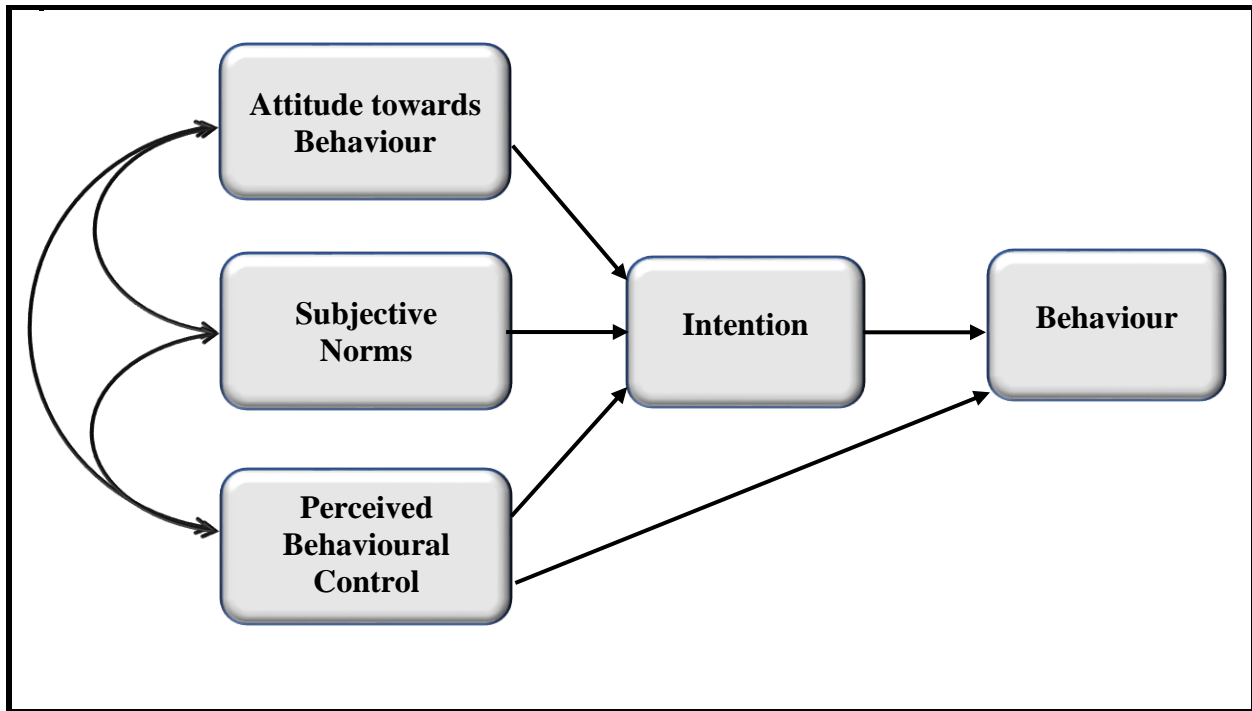 Attitude towards
Behaviour
Subjective
Norms
Perceived
Behavioural
Control
Intention
Behaviour